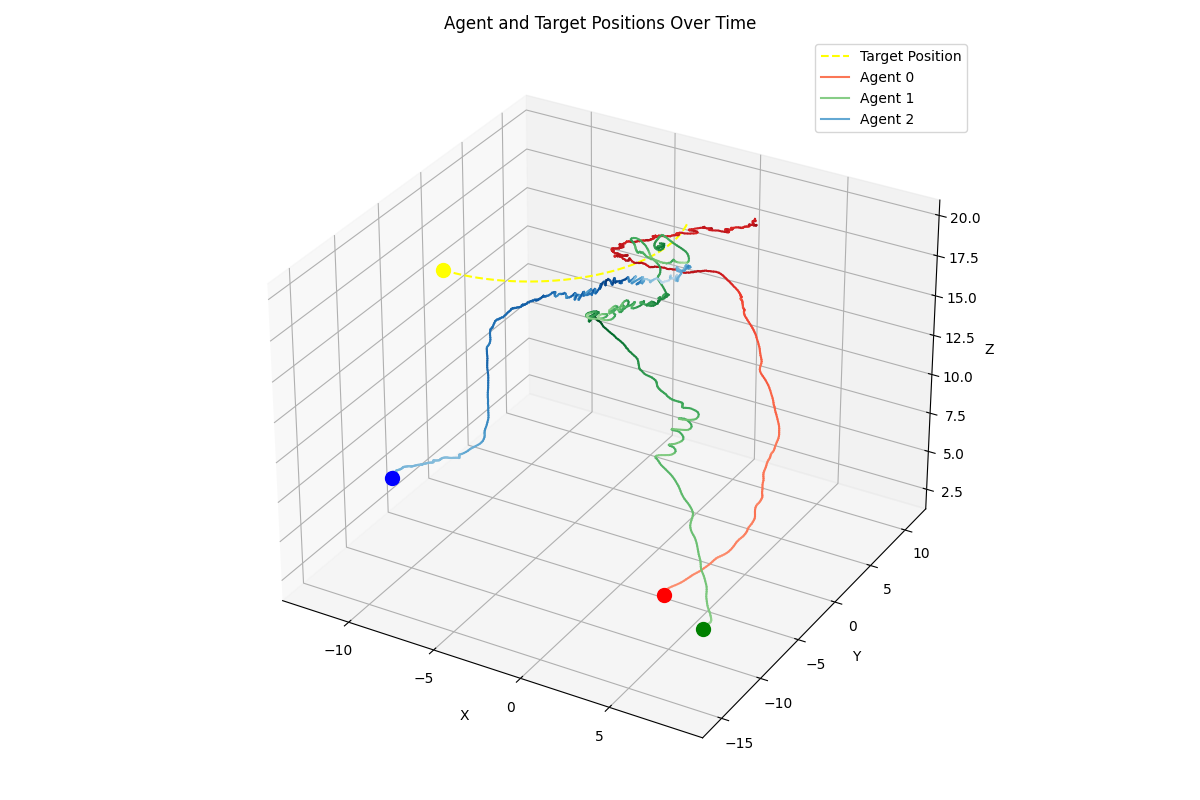 Agent and Target Positions Over Time
Target Position
Agent 0
Agent 1
Agent 2
20.0
17.5
15.0
12.5
10.0
7.5
5.0
2.5
Z
10
5
0
−5
−10
−15
Y
−10
−5
0
5
X